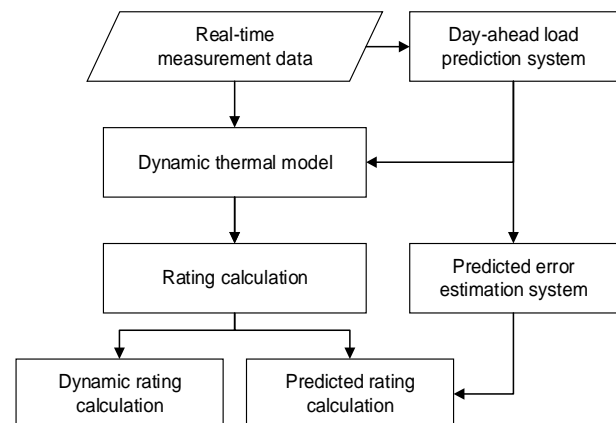 Real-time
measurement data
Day-ahead load
prediction system
Dynamic thermal model
Rating calculation
Predicted error
estimation system
Dynamic rating
calculation
Predicted rating
calculation